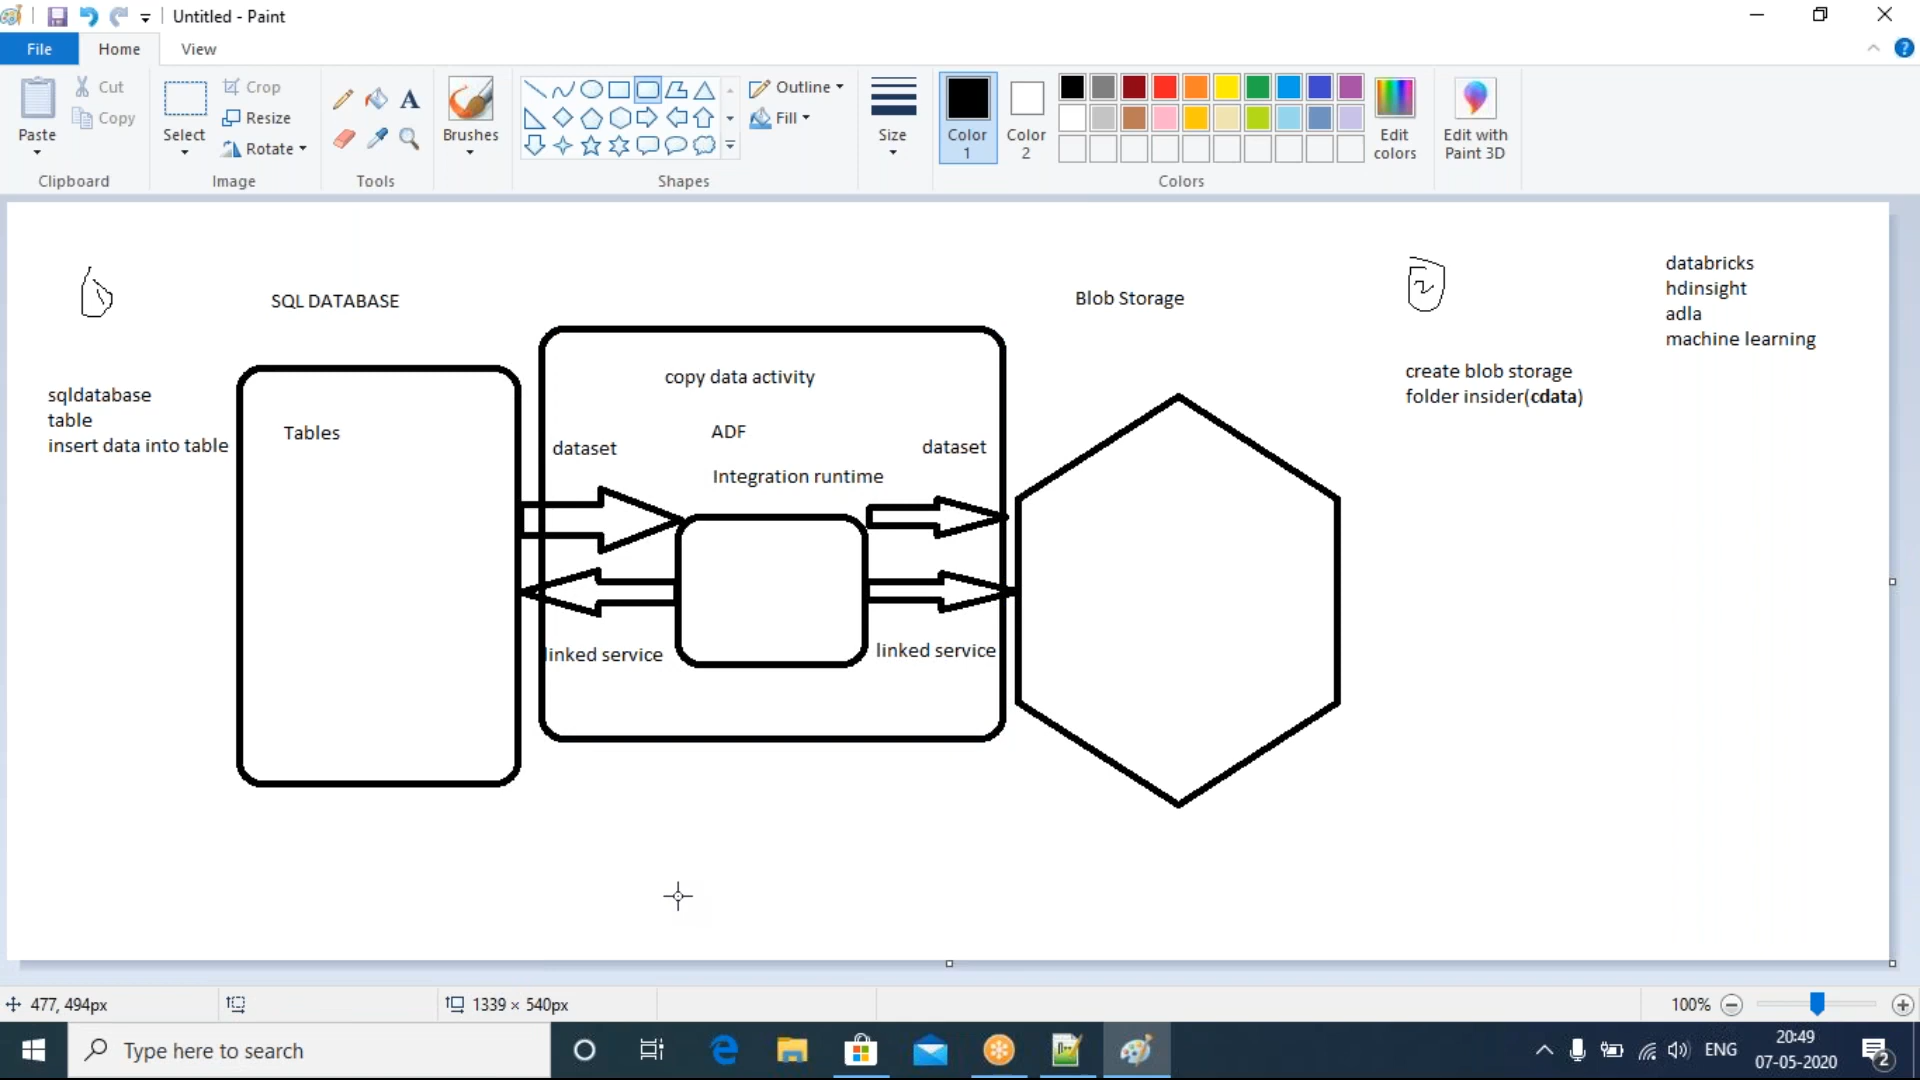 Untitled - Paint
File
Home
View
Paste
Cut
Copy
Clipboard
Select
Crop
Resize
Rotate
Image
Tools
Brushes
Outline
Fill
Shapes
Size
Color
1
Color
2
Edit
colors
Edit with
Paint 3D
Colors
SQL DATABASE
sqldatabase
table
insert data into table
Tables
copy data activity
ADF
dataset
dataset
Integration runtime
linked service
linked service
Blob Storage
2
create blob storage
folder insider(cdata)
databricks
hdinsight
adla
machine learning
477, 494px
1339 × 540px
100%
Type here to search
ENG
20:49
07-05-2020
2